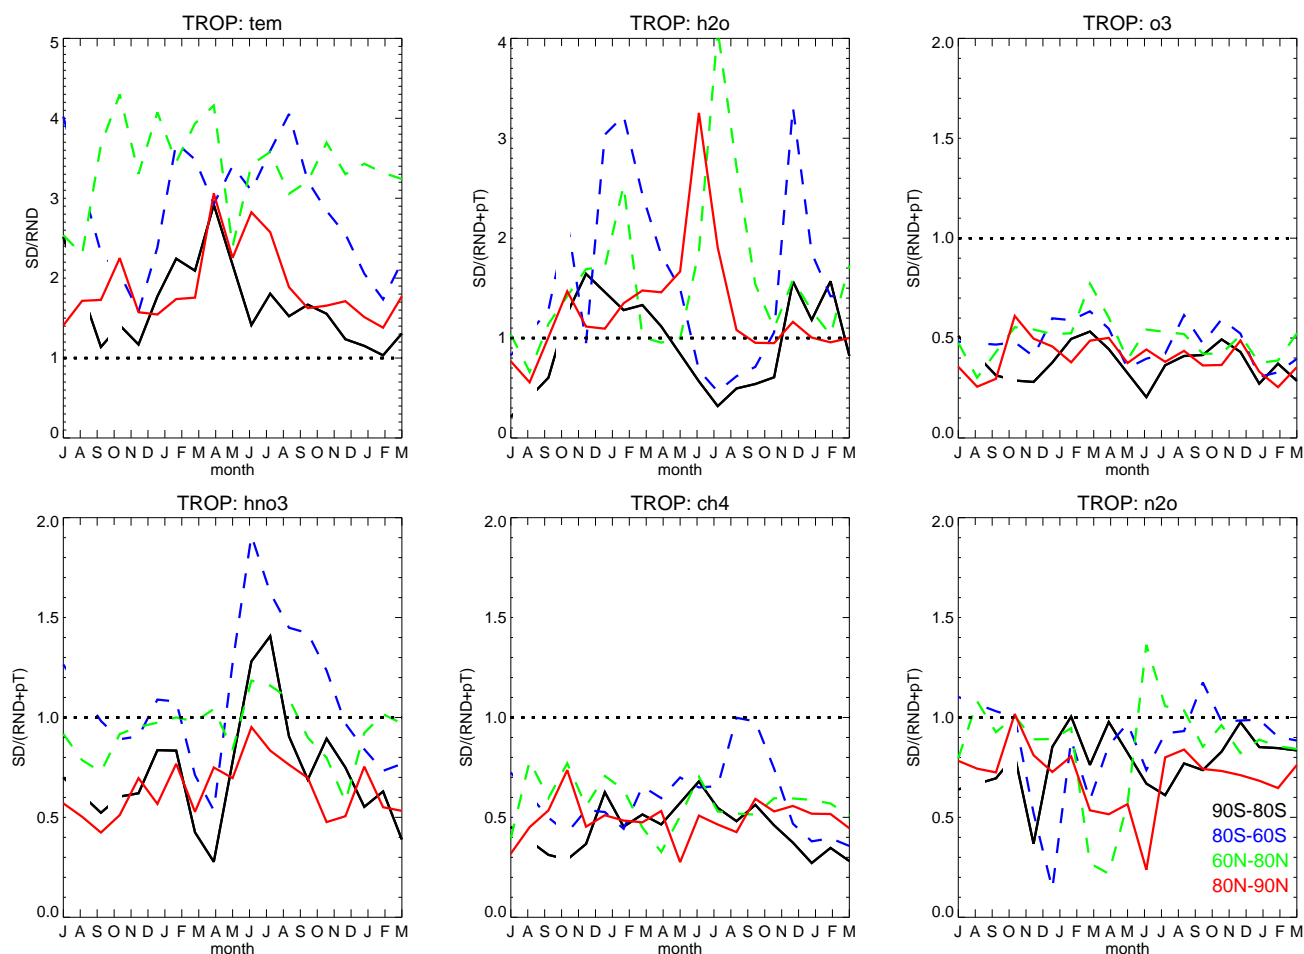 TROP: tem
5
4
3
2
1
0
SD/RND
J A S O N D J F M A M J J A S O N D J F M
month
TROP: h2o
4
3
2
1
0
SD/(RND+pT)
J A S O N D J F M A M J J A S O N D J F M
month
TROP: o3
2.0
1.5
1.0
0.5
0.0
SD/(RND+pT)
J A S O N D J F M A M J J A S O N D J F M
month
TROP: hno3
2.0
1.5
1.0
0.5
0.0
SD/(RND+pT)
J A S O N D J F M A M J J A S O N D J F M
month
TROP: ch4
2.0
1.5
1.0
0.5
0.0
SD/(RND+pT)
J A S O N D J F M A M J J A S O N D J F M
month
TROP: n2o
2.0
1.5
1.0
0.5
0.0
SD/(RND+pT)
J A S O N D J F M A M J J A S O N D J F M
month
90S-80S
80S-60S
60N-80N
80N-90N